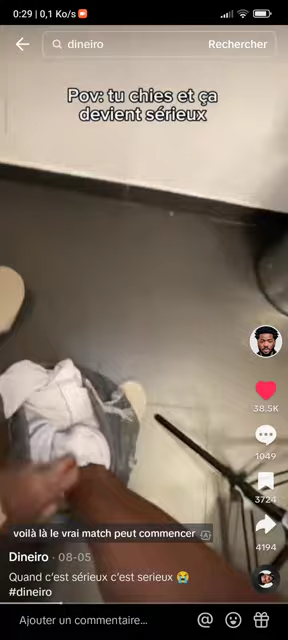 0:29 | 0,1 Ko/s
dineiro
Rechercher
Pov: tu chies et ça
devient sérieux
38.5K
1049
3724
4194
voilà là le vrai match peut commencer
Dineiro · 08-05
Quand c'est sérieux c'est serieux 😭
#dineiro
Ajouter un commentaire...